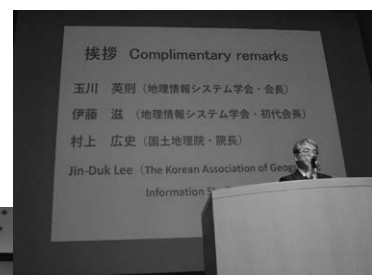 挨拶 Complimentary remarks
玉川 英則（地理情報システム学会・会長）
伊藤 滋 （地理情報システム学会・初代会長）
村上 広史（国土地理院・院長）
Jin-Duk Lee（The Korean Association of
Information